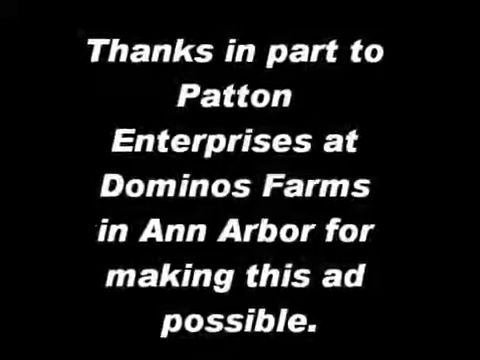 Thanks in part to
Patton
Enterprises at
Dominos Farms
in Ann Arbor for
making this ad
possible.